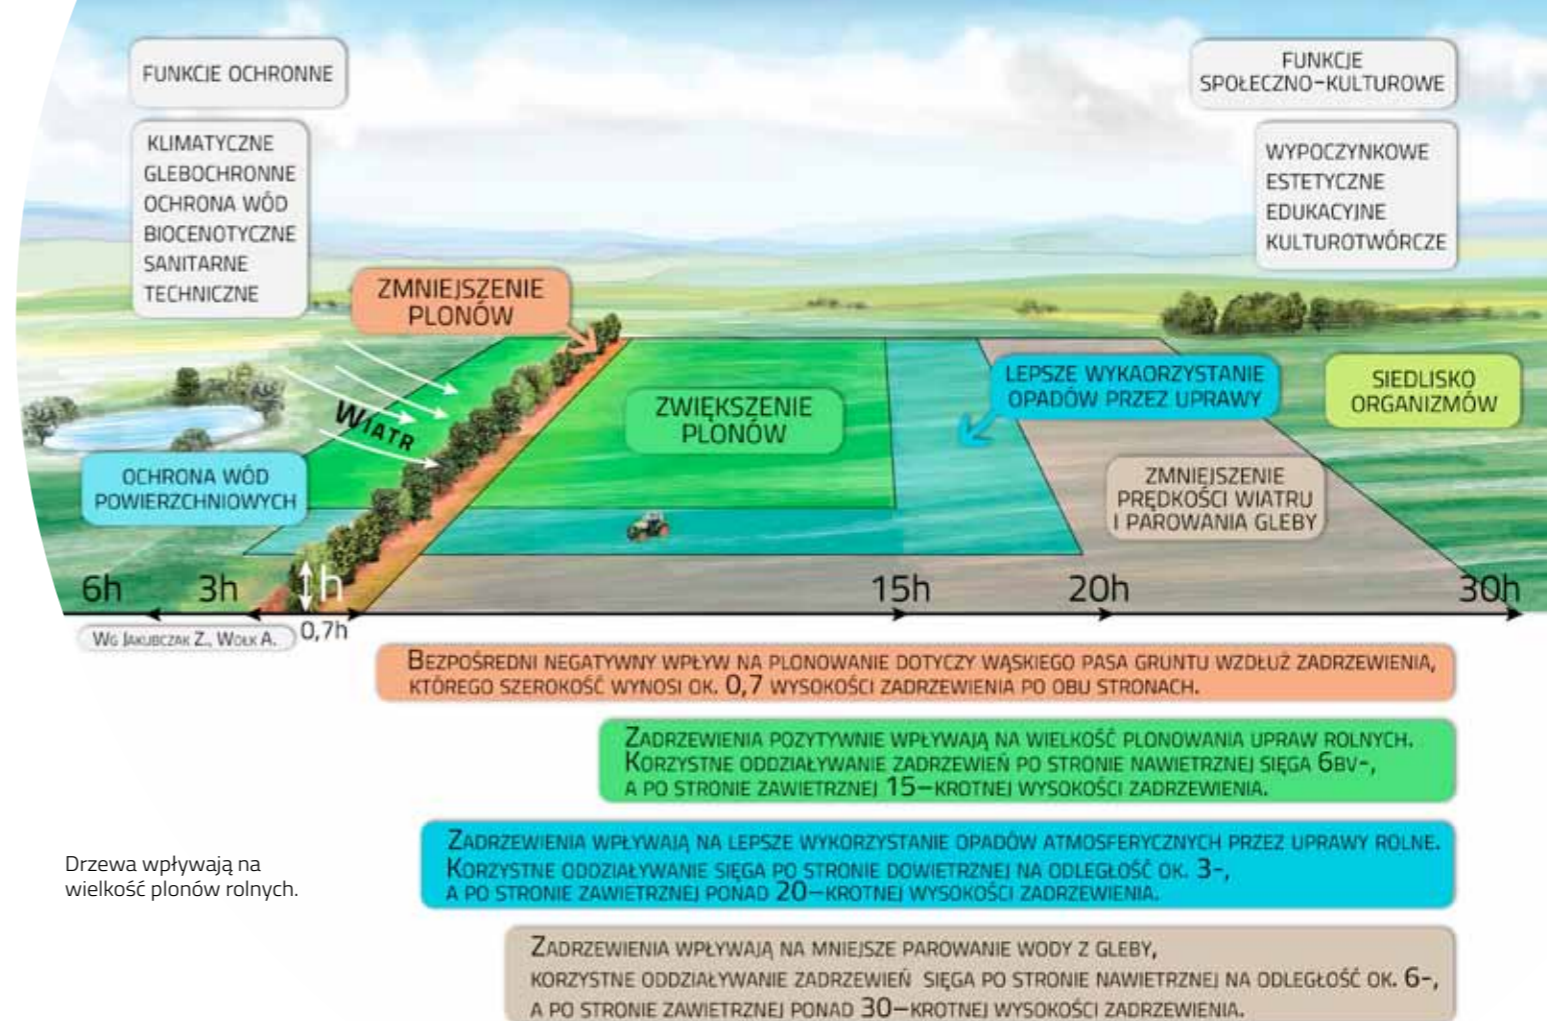 FUNKCJE OCHRONNE
KLIMATYCZNE
GLEBOCHRONNE
OCHRONA WÓD
BIOCENOTYCZNE
SANITARNE
TECHNICZNE
FUNKCJE
SPOŁECZNO-KULTUROWE
WYPOCZYNKOWE
ESTETYCZNE
EDUKACYJNE
KULTUROTWÓRCZE
ZMNIEJSZENIE
PLONÓW
WIATR
ZWIĘKSZENIE
PLONÓW
LEPSZE WYKAORZYSTANIE
OPADÓW PRZEZ UPRAWY
SIEDLISKO
ORGANIZMÓW
OCHRONA WÓD
POWIERZCHNIOWYCH
ZMNIEJSZENIE
PRĘDKOŚCI WIATRU
I PAROWANIA GLEBY
6h 3h h 15h 20h 30h
0,7h
WG JAKUBCZAK Z., WOŁK A.
BEZPOŚREDNI NEGATYWNY WPŁYW NA PLONOWANIE DOTYCZY WĄSKIEGO PASA GRUNTU WZDŁUŻ ZADRZEWIENIA,
KTÓREGO SZEROKOŚĆ WYNOSI OK. 0,7 WYSOKOŚCI ZADRZEWIENIA PO OBU STRONACH.
ZADRZEWIENIA POZYTYWNIE WPŁYWAJĄ NA WIELKOŚĆ PLONOWANIA UPRAW ROLNYCH.
KORZYSTNE ODDZIAŁYWANIE ZADRZEWIEŃ PO STRONIE NAWIETRZNEJ SIĘGA 6BV-,
A PO STRONIE ZAWIETRZNEJ 15–KROTNEJ WYSOKOŚCI ZADRZEWIENIA.
ZADRZEWIENIA WPŁYWAJĄ NA LEPSZE WYKORZYSTANIE OPADÓW ATMOSFERYCZNYCH PRZEZ UPRAWY ROLNE.
KORZYSTNE ODDZIAŁYWANIE SIĘGA PO STRONIE DOWIETRZNEJ NA ODLEGŁOŚĆ OK. 3-,
A PO STRONIE ZAWIETRZNEJ PONAD 20–KROTNEJ WYSOKOŚCI ZADRZEWIENIA.
Drzewa wpływają na
wielkość plonów rolnych.
ZADRZEWIENIA WPŁYWAJĄ NA MNIEJSZE PAROWANIE WODY Z GLEBY,
KORZYSTNE ODDZIAŁYWANIE ZADRZEWIEŃ SIĘGA PO STRONIE NAWIETRZNEJ NA ODLEGŁOŚĆ OK. 6-,
A PO STRONIE ZAWIETRZNEJ PONAD 30–KROTNEJ WYSOKOŚCI ZADRZEWIENIA.